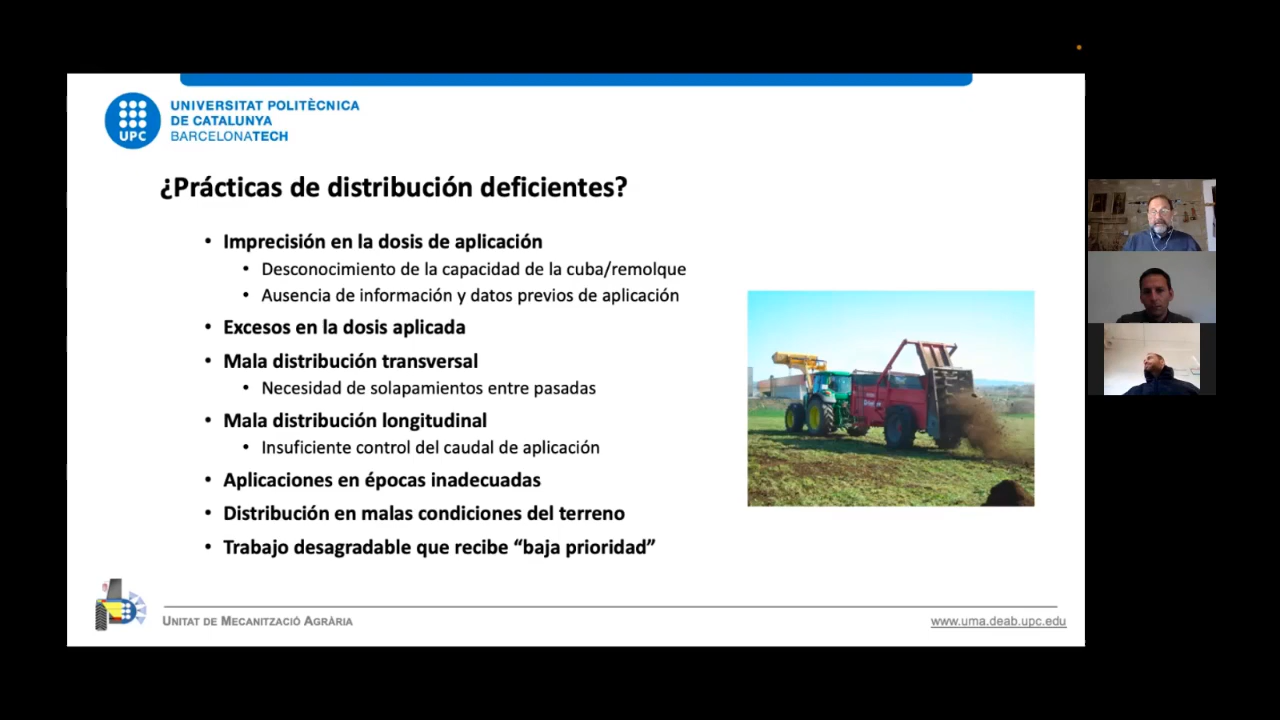 UNIVERSITAT POLITÈCNICA
DE CATALUNYA
BARCELONATECH
UPC
¿Prácticas de distribución deficientes?
• Imprecisión en la dosis de aplicación
• Desconocimiento de la capacidad de la cuba/remolque
• Ausencia de información y datos previos de aplicación
• Excesos en la dosis aplicada
• Mala distribución transversal
• Necesidad de solapamientos entre pasadas
• Mala distribución longitudinal
• Insuficiente control del caudal de aplicación
• Aplicaciones en épocas inadecuadas
• Distribución en malas condiciones del terreno
• Trabajo desagradable que recibe “baja prioridad”
UNITAT DE MECANITZACIÓ AGRÀRIA
www.uma.deab.upc.edu